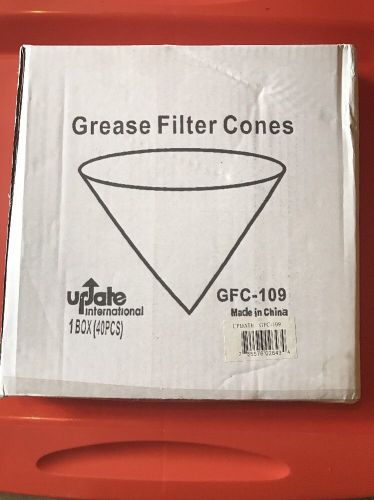 Grease Filter Cones
update
international
1 BOX (40PCS)
GFC-109
Made in China
UPDATE GFC-109